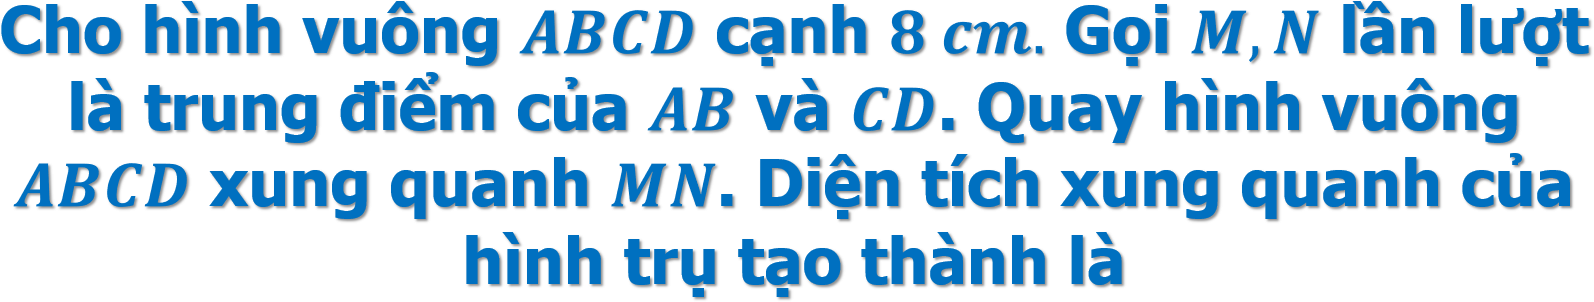 Cho hình vuông ABCD cạnh 8 cm. Gọi M, N lần lượt
là trung điểm của AB và CD. Quay hình vuông
ABCD xung quanh MN. Diện tích xung quanh của
hình trụ tạo thành là